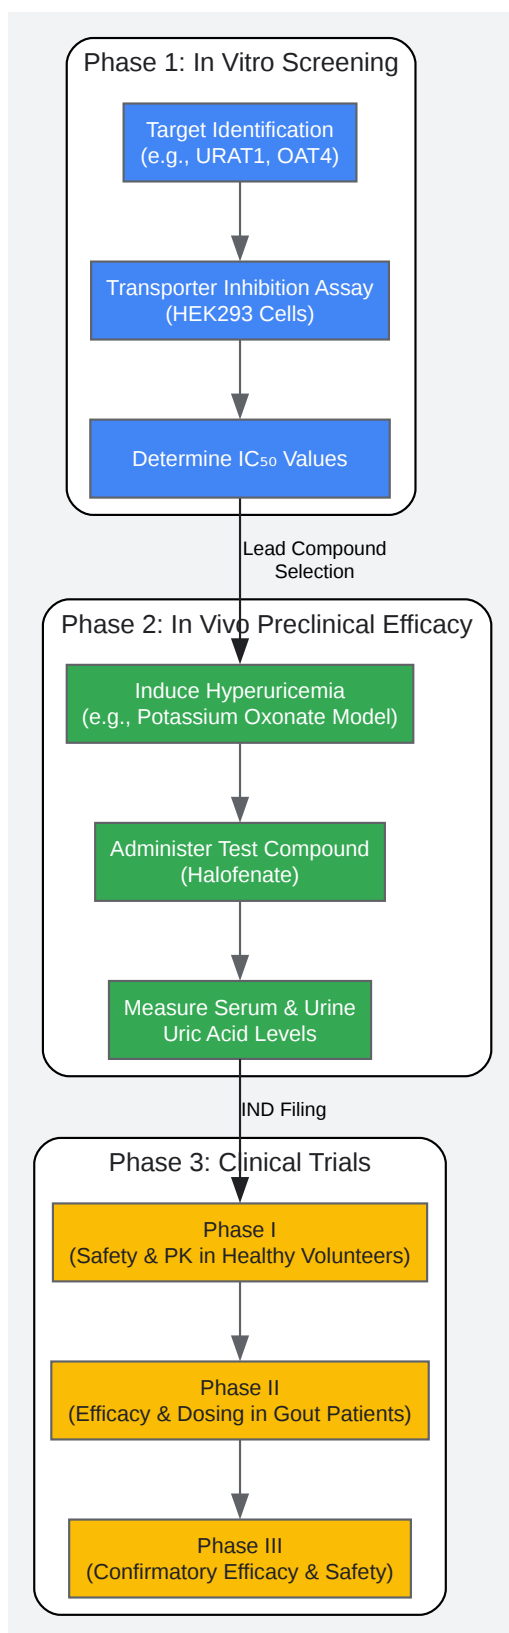 Phase 1: In Vitro Screening
Target Identification
(e.g., URAT1, OAT4)
Transporter Inhibition Assay
(HEK293 Cells)
Determine IC₅₀ Values
Lead Compound
Selection
Phase 2: In Vivo Preclinical Efficacy
Induce Hyperuricemia
(e.g., Potassium Oxonate Model)
Administer Test Compound
(Halofenate)
Measure Serum & Urine
Uric Acid Levels
IND Filing
Phase 3: Clinical Trials
Phase I
(Safety & PK in Healthy Volunteers)
Phase II
(Efficacy & Dosing in Gout Patients)
Phase III
(Confirmatory Efficacy & Safety)